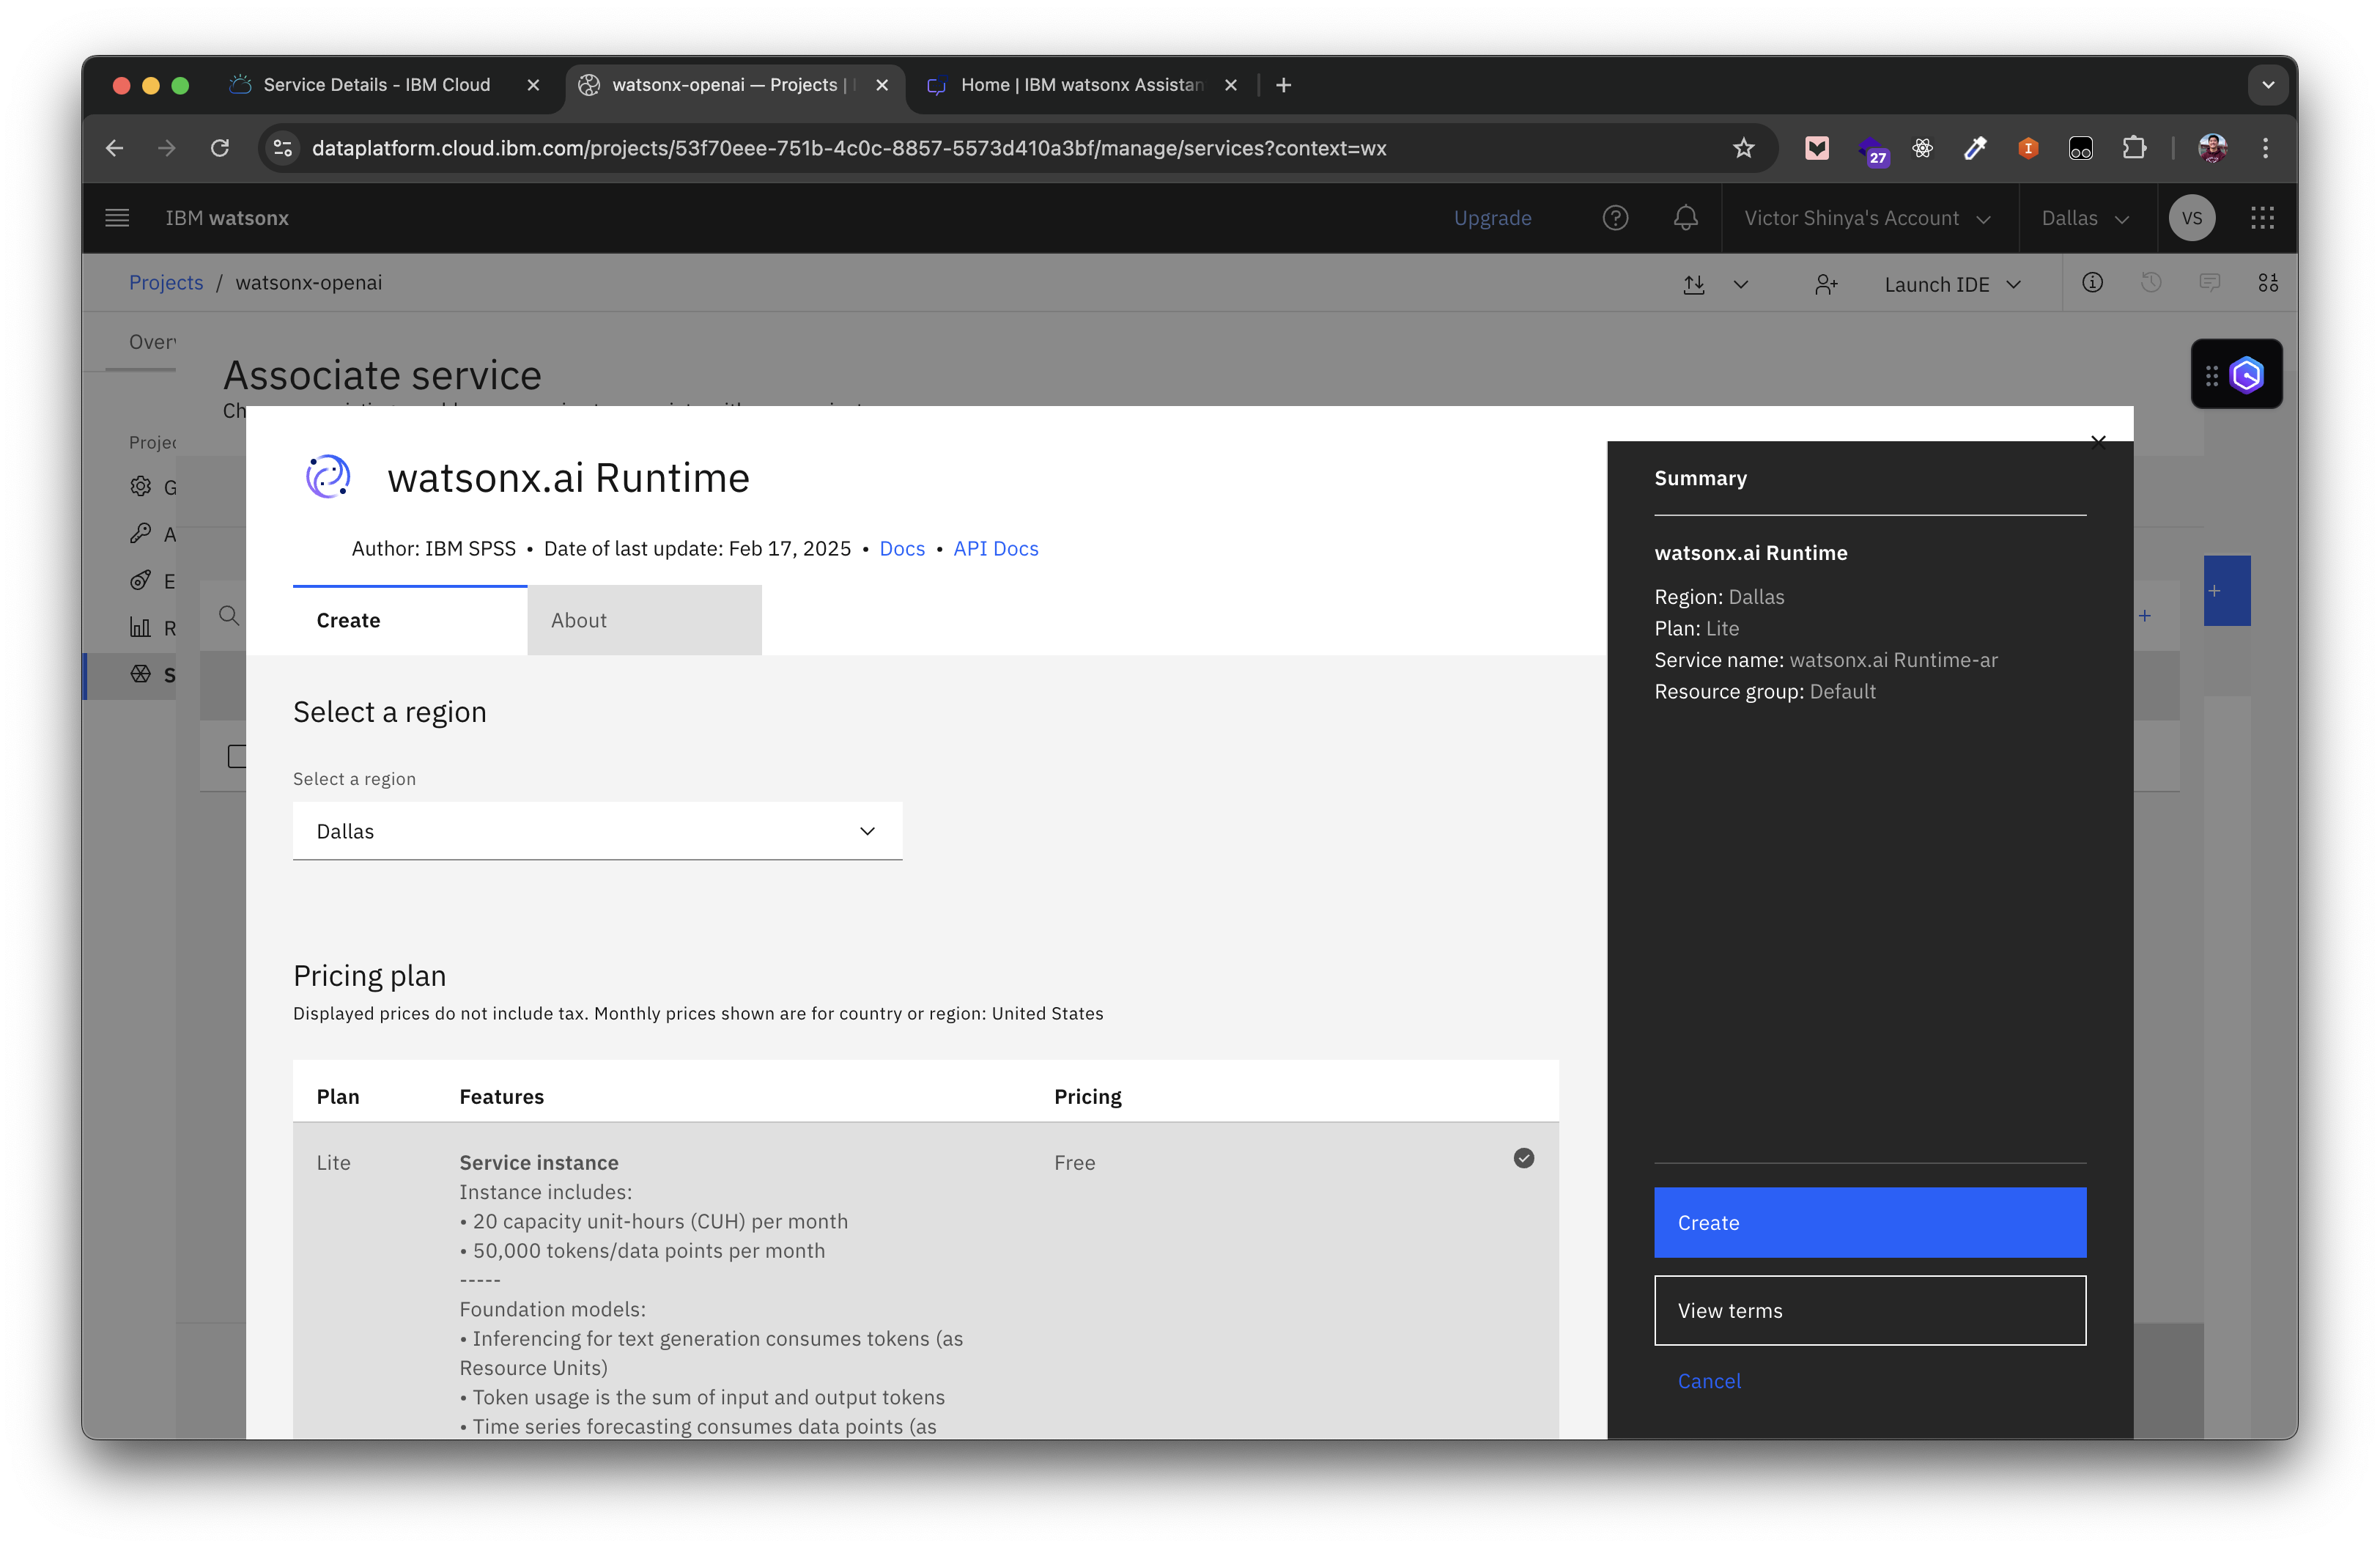 Service Details - IBM Cloud
watsonx-openai — Projects |
Home | IBM watsonx Assistan
dataplatform.cloud.ibm.com/projects/53f70eee-751b-4c0c-8857-5573d410a3bf/manage/services?context=wx
27
I
IBM watsonx
Upgrade
Victor Shinya's Account
Dallas
VS
Projects / watsonx-openai
Launch IDE
Over
Associate service
Projec
G
A
E
R
S
watsonx.ai Runtime
Author: IBM SPSS • Date of last update: Feb 17, 2025 • Docs • API Docs
Create
About
Select a region
Select a region
Dallas
Pricing plan
Displayed prices do not include tax. Monthly prices shown are for country or region: United States
Plan
Features
Pricing
Lite
Service instance
Free
Instance includes:
• 20 capacity unit-hours (CUH) per month
• 50,000 tokens/data points per month
-----
Foundation models:
• Inferencing for text generation consumes tokens (as
Resource Units)
• Token usage is the sum of input and output tokens
• Time series forecasting consumes data points (as
Summary
watsonx.ai Runtime
Region: Dallas
Plan: Lite
Service name: watsonx.ai Runtime-ar
Resource group: Default
Create
View terms
Cancel